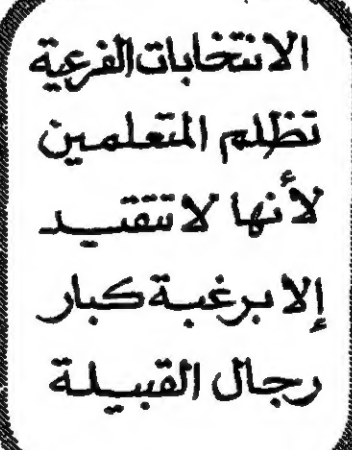 الانتخابات الفرعية
تظلم المتعلمين
لأنها لا تتقيد
إلا برغبة كبار
رجال القبيلة